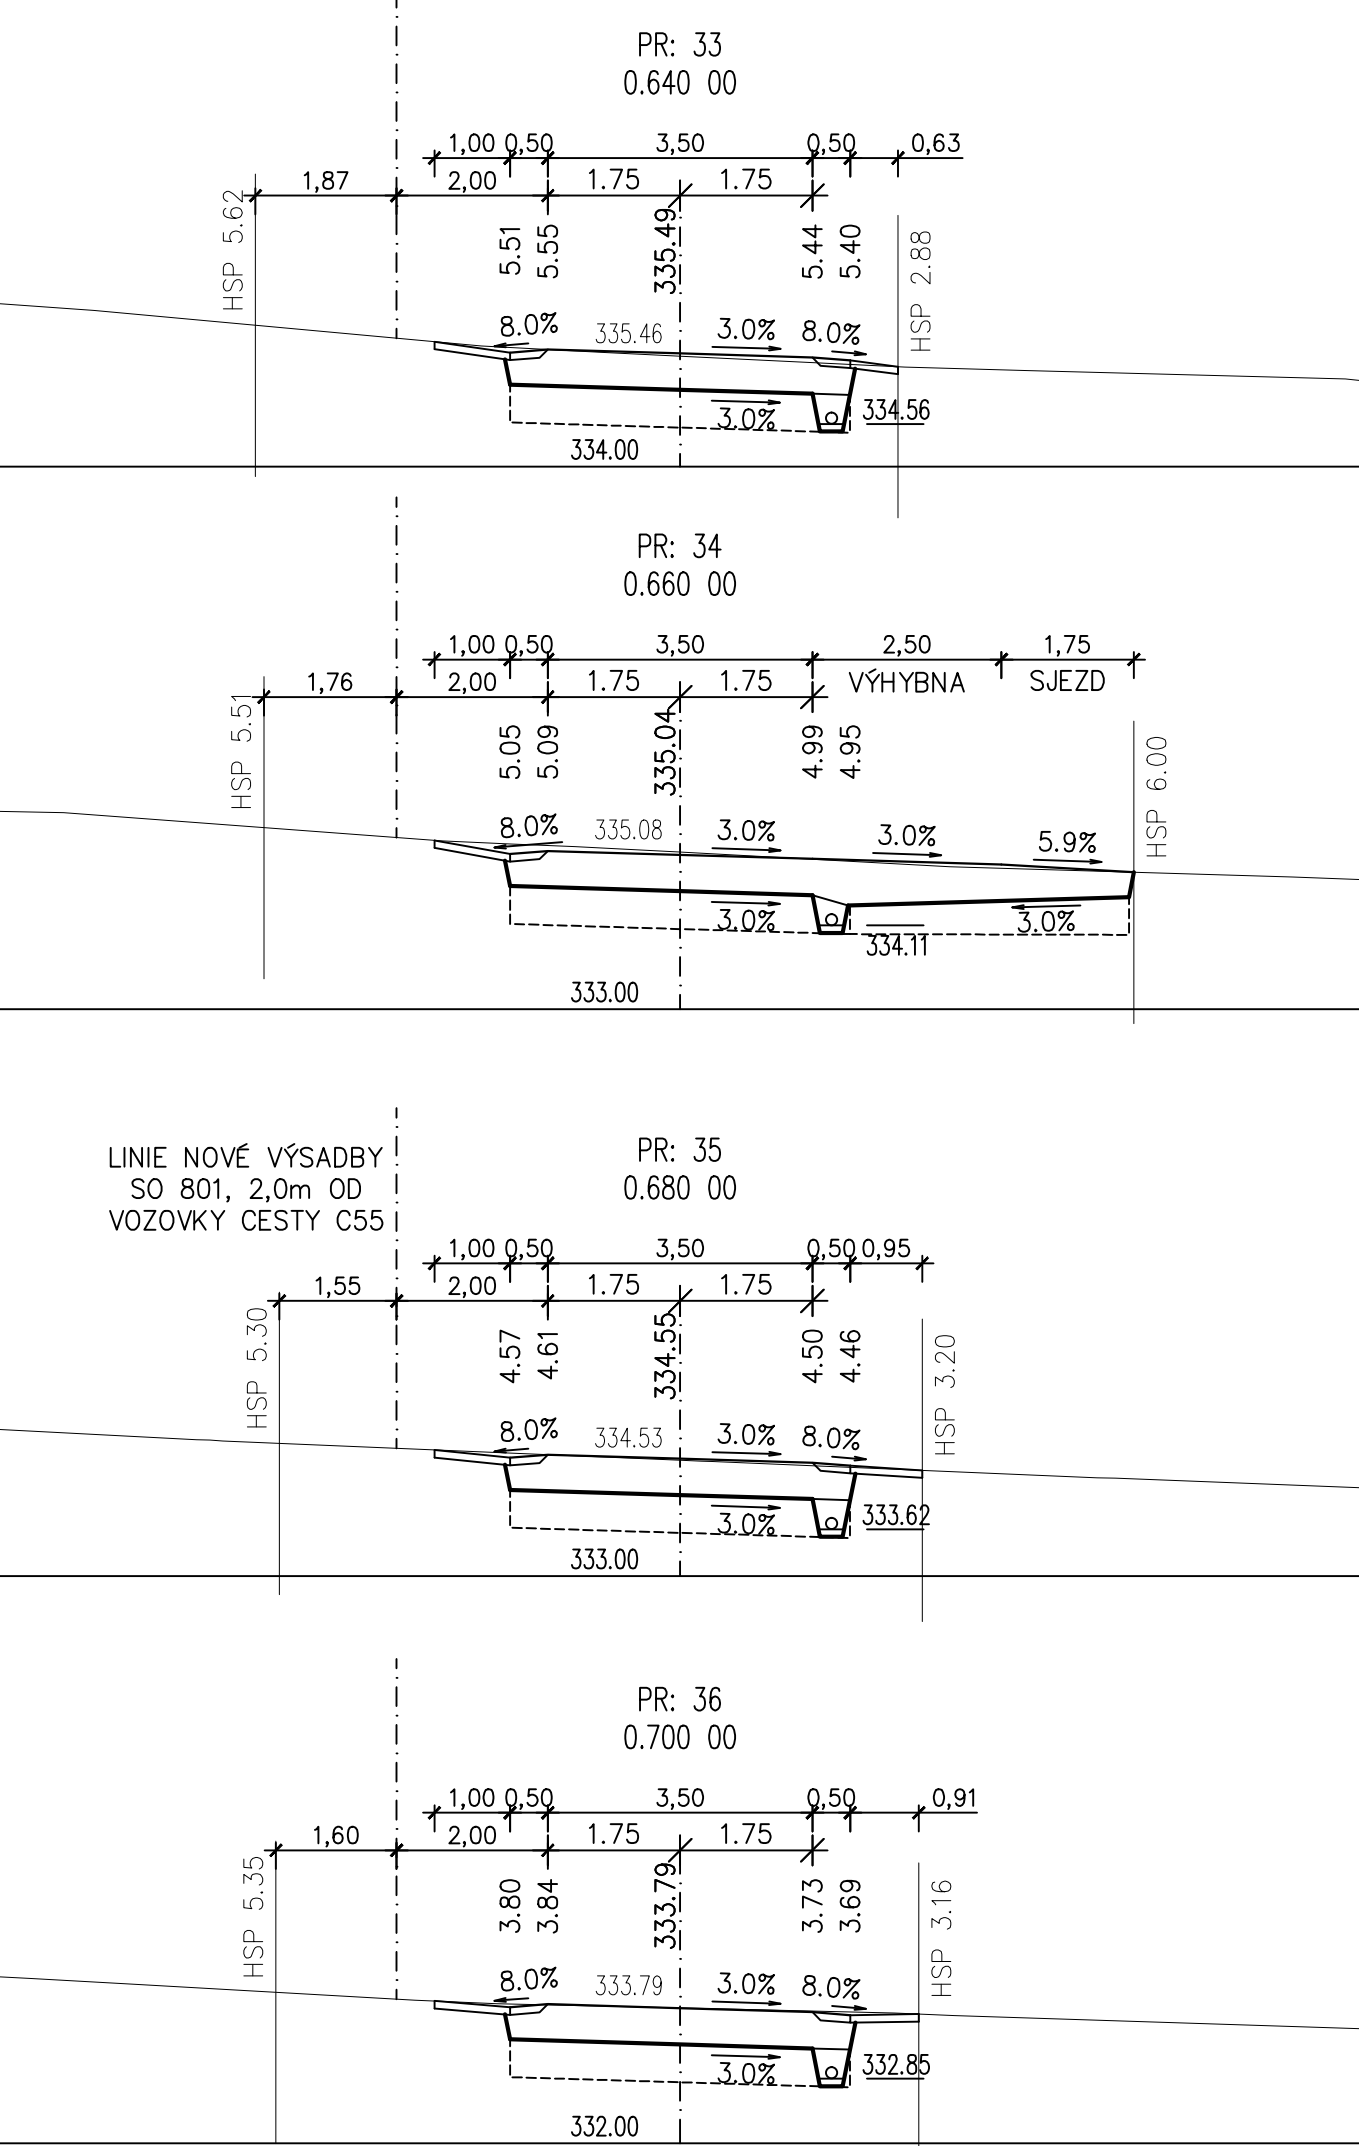 PR: 33
0.640 00
1,00 0,50 3,50 0,50 0,63
1,87 2,00 1.75 1.75
HSP 5.62
5.51
5.55
335.49
5.44
5.40
HSP 2.88
8.0% 335.46 3.0% 8.0%
3.0% 334.56
334.00
PR: 34
0.660 00
1,00 0,50 3,50 2,50 1,75
1,76 2,00 1.75 1.75 VÝHYBNA SJEZD
HSP 5.51
5.05
5.09
335.04
4.99
4.95
HSP 6.00
8.0% 335.08 3.0% 3.0% 5.9%
3.0% 334.11 3.0%
333.00
LINIE NOVÉ VÝSADBY
SO 801, 2,0m OD
VOZOVKY CESTY C55
PR: 35
0.680 00
1,00 0,50 3,50 0,50 0,95
1,55 2,00 1.75 1.75
HSP 5.30
4.57
4.61
334.55
4.50
4.46
HSP 3.20
8.0% 334.53 3.0% 8.0%
3.0% 333.62
333.00
PR: 36
0.700 00
1,00 0,50 3,50 0,50 0,91
1,60 2,00 1.75 1.75
HSP 5.35
3.80
3.84
333.79
3.73
3.69
HSP 3.16
8.0% 333.79 3.0% 8.0%
3.0% 332.85
332.00